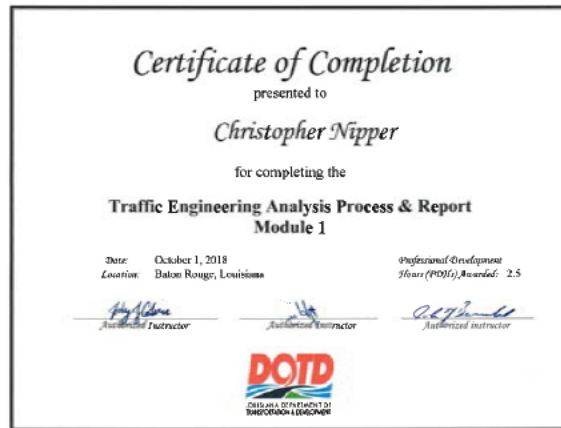 Certificate of Completion
presented to
Christopher Nipper
for completing the
Traffic Engineering Analysis Process & Report
Module 1
Date: October 1, 2018
Location: Baton Rouge, Louisiana
Professional Development
Hours (PDHs) Awarded: 2.5
Authorized Instructor
Authorized Instructor
Authorized instructor
DOTD
LOUISIANA DEPARTMENT OF
TRANSPORTATION & DEVELOPMENT